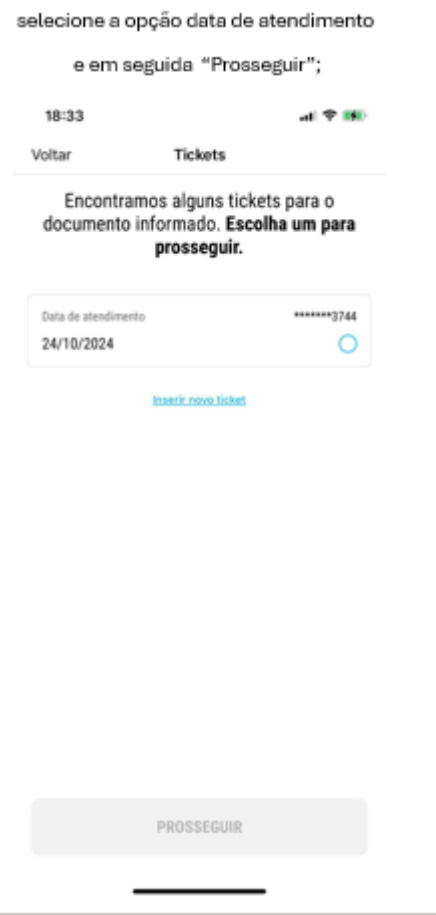 selecione a opção data de atendimento
e em seguida “Prosseguir”;
18:33
Voltar
Tickets
Encontramos alguns tickets para o
documento informado. Escolha um para
prosseguir.
Data de atendimento
*******3744
24/10/2024
Inserir novo ticket
PROSSEGUIR